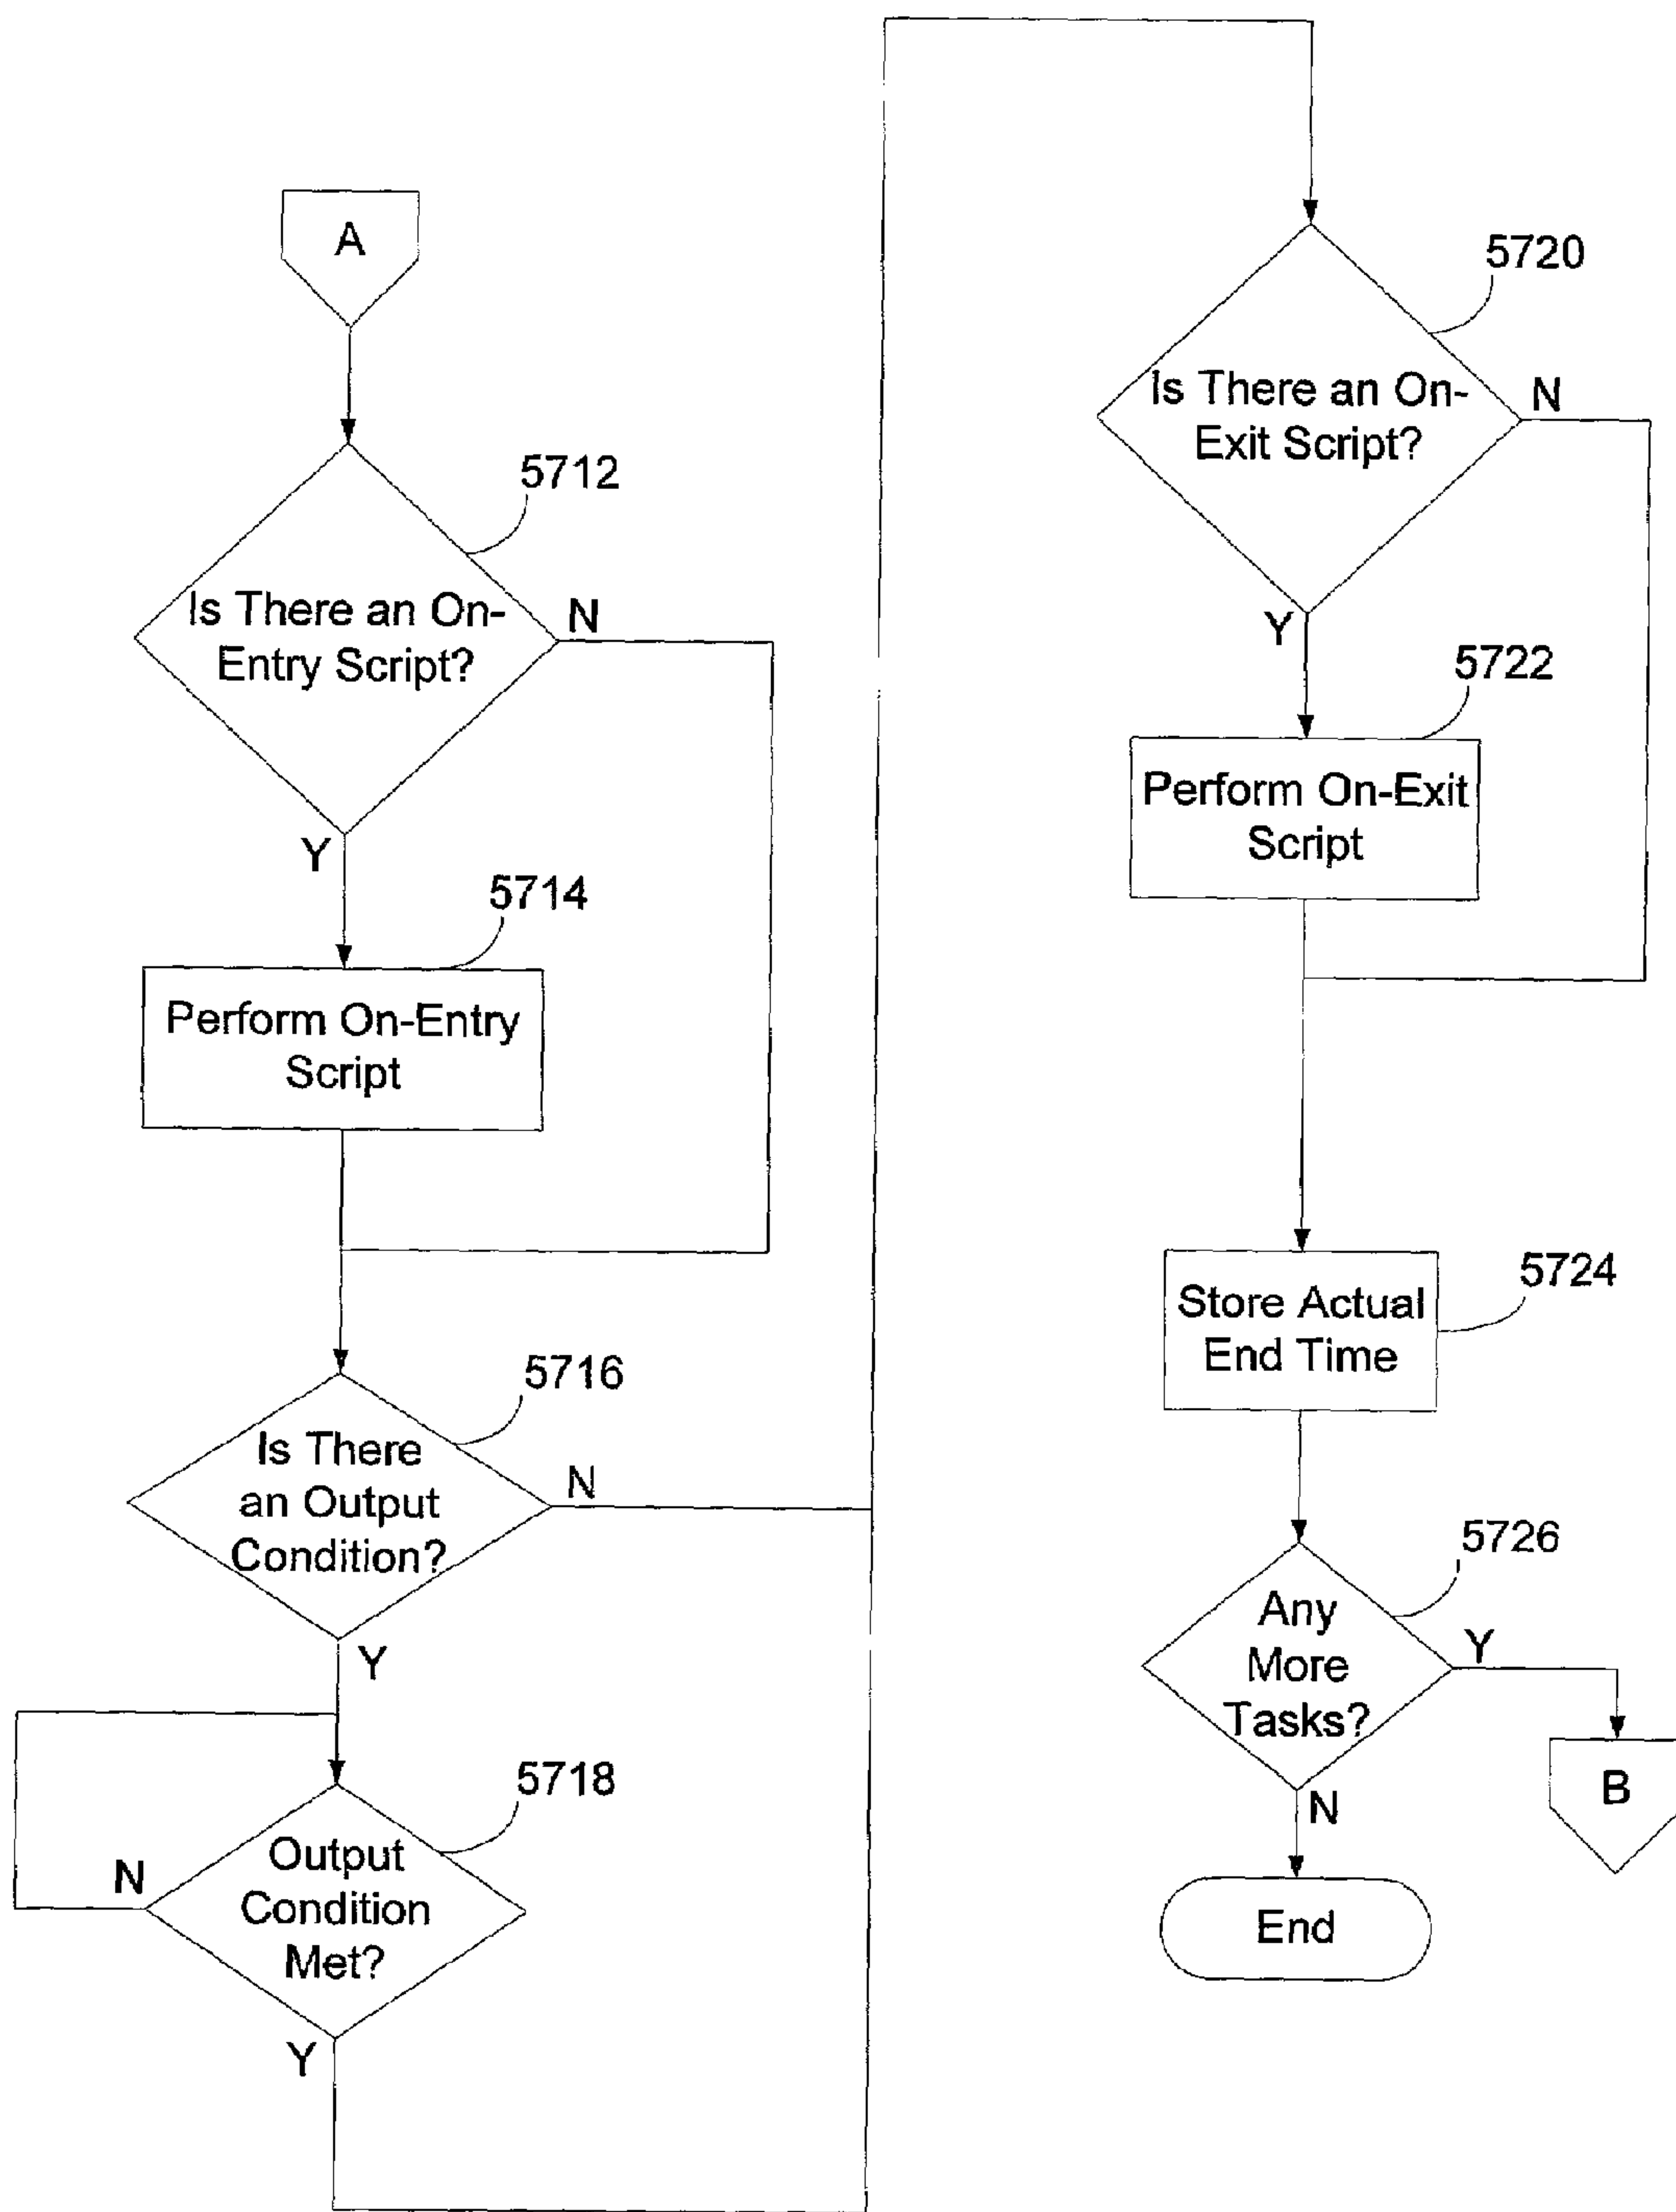 A
5712
Is There an On-
Entry Script?
N
Y
5714
Perform On-Entry
Script
5716
Is There
an Output
Condition?
N
Y
5718
Output
Condition
Met?
N
Y
5720
Is There an On-
Exit Script?
N
Y
5722
Perform On-Exit
Script
5724
Store Actual
End Time
5726
Any
More
Tasks?
Y
B
N
End